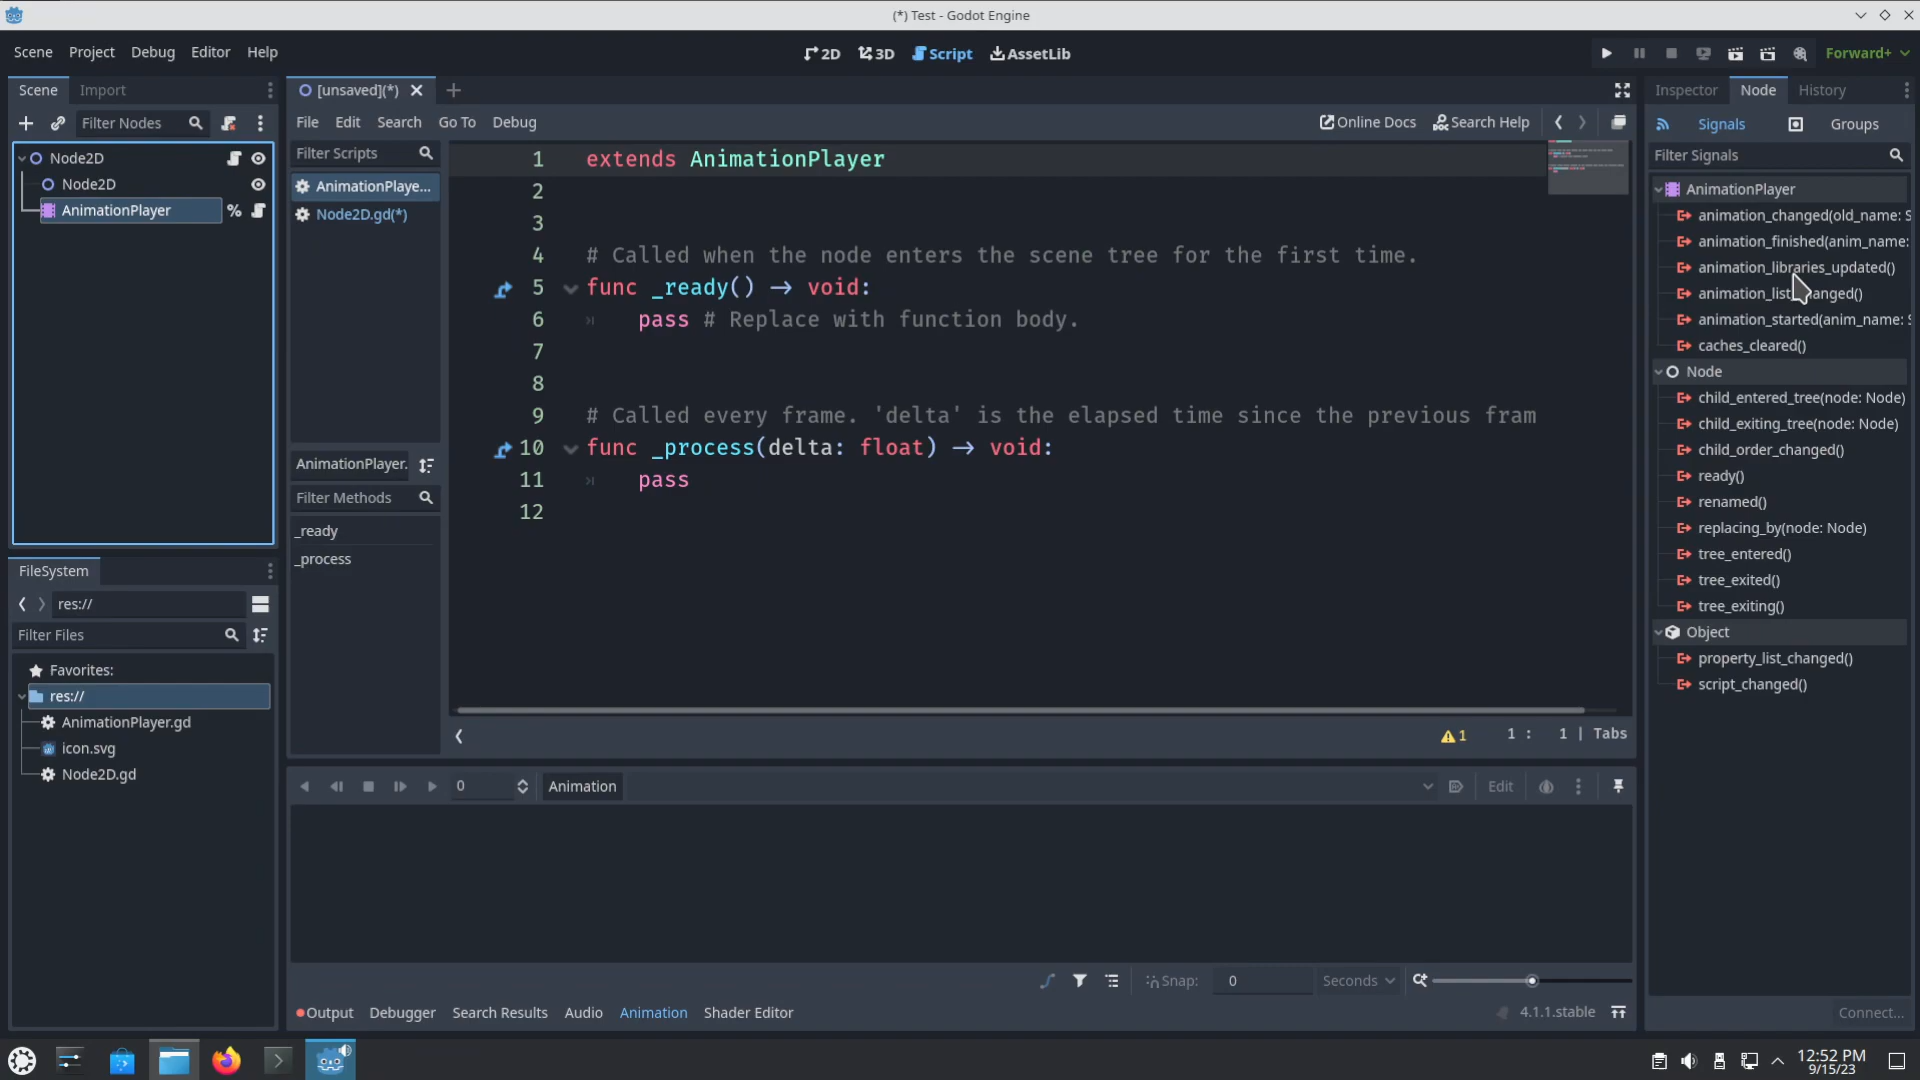 (*) Test - Godot Engine
Scene Project Debug Editor Help
2D 3D Script AssetLib
Forward+
Scene Import
[unsaved](*)
Inspector Node History
Filter Nodes
File Edit Search Go To Debug
Online Docs Search Help
Signals Groups
Filter Scripts
Filter Signals
Node2D
Node2D
AnimationPlayer %
AnimationPlaye...
Node2D.gd(*)
1 extends AnimationPlayer
2
3
4 # Called when the node enters the scene tree for the first time.
5 func _ready() → void:
6 pass # Replace with function body.
7
8
9 # Called every frame. 'delta' is the elapsed time since the previous fram
10 func _process(delta: float) → void:
11 pass
12
AnimationPlayer.
Filter Methods
_ready
_process
1 1 : 1 | Tabs
AnimationPlayer
animation_changed(old_name: S
animation_finished(anim_name:
animation_libraries_updated()
animation_list_changed()
animation_started(anim_name: S
caches_cleared()
Node
child_entered_tree(node: Node)
child_exiting_tree(node: Node)
child_order_changed()
ready()
renamed()
replacing_by(node: Node)
tree_entered()
tree_exited()
tree_exiting()
Object
property_list_changed()
script_changed()
Connect...
FileSystem
res://
Filter Files
Favorites:
res://
AnimationPlayer.gd
icon.svg
Node2D.gd
0 Animation Edit
Snap: 0 Seconds
Output Debugger Search Results Audio Animation Shader Editor
4.1.1.stable
12:52 PM
9/15/23